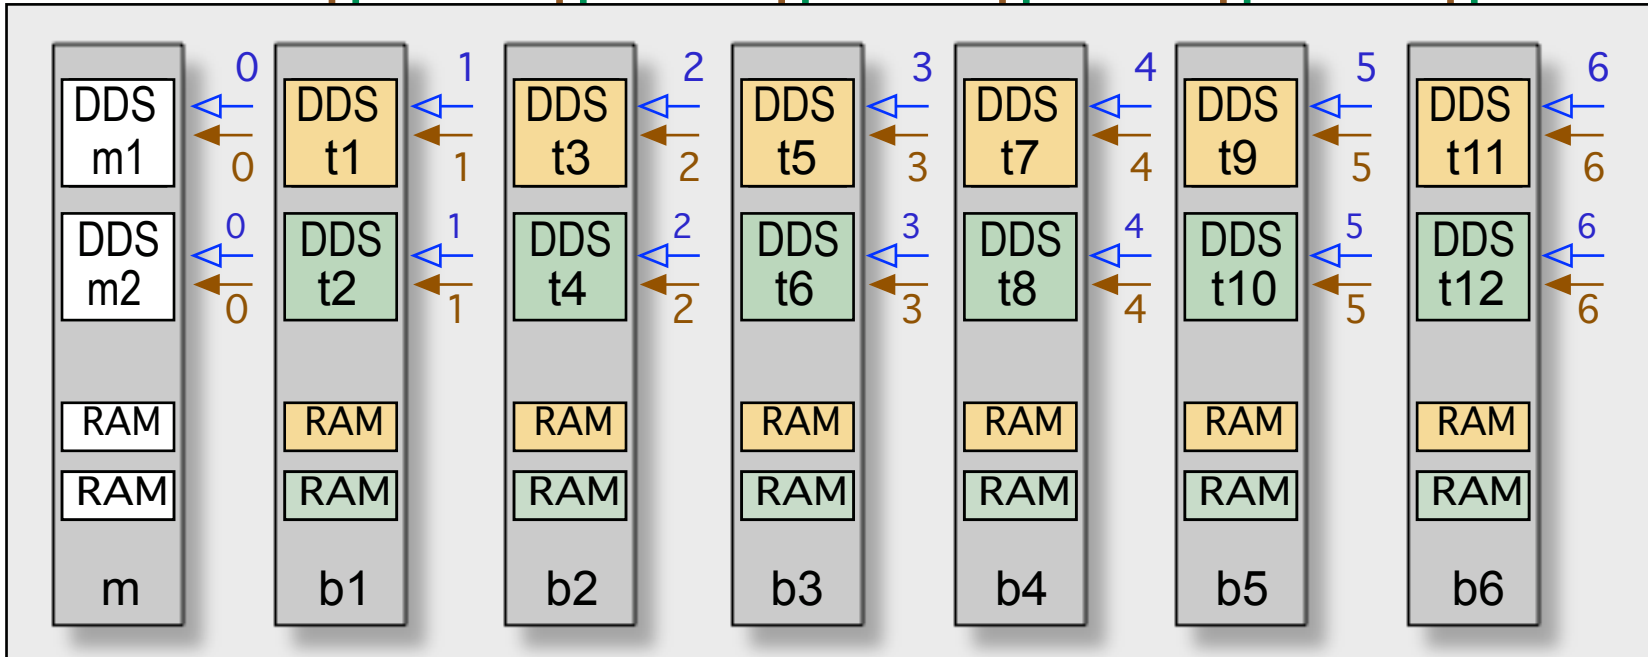 0 1 2 3 4 5 6
DDS DDS DDS DDS DDS DDS DDS
m1 t1 t3 t5 t7 t9 t11
0 1 2 3 4 5 6
0 1 2 3 4 5 6
DDS DDS DDS DDS DDS DDS DDS
m2 t2 t4 t6 t8 t10 t12
0 1 2 3 4 5 6
RAM RAM RAM RAM RAM RAM RAM
RAM RAM RAM RAM RAM RAM RAM
m b1 b2 b3 b4 b5 b6